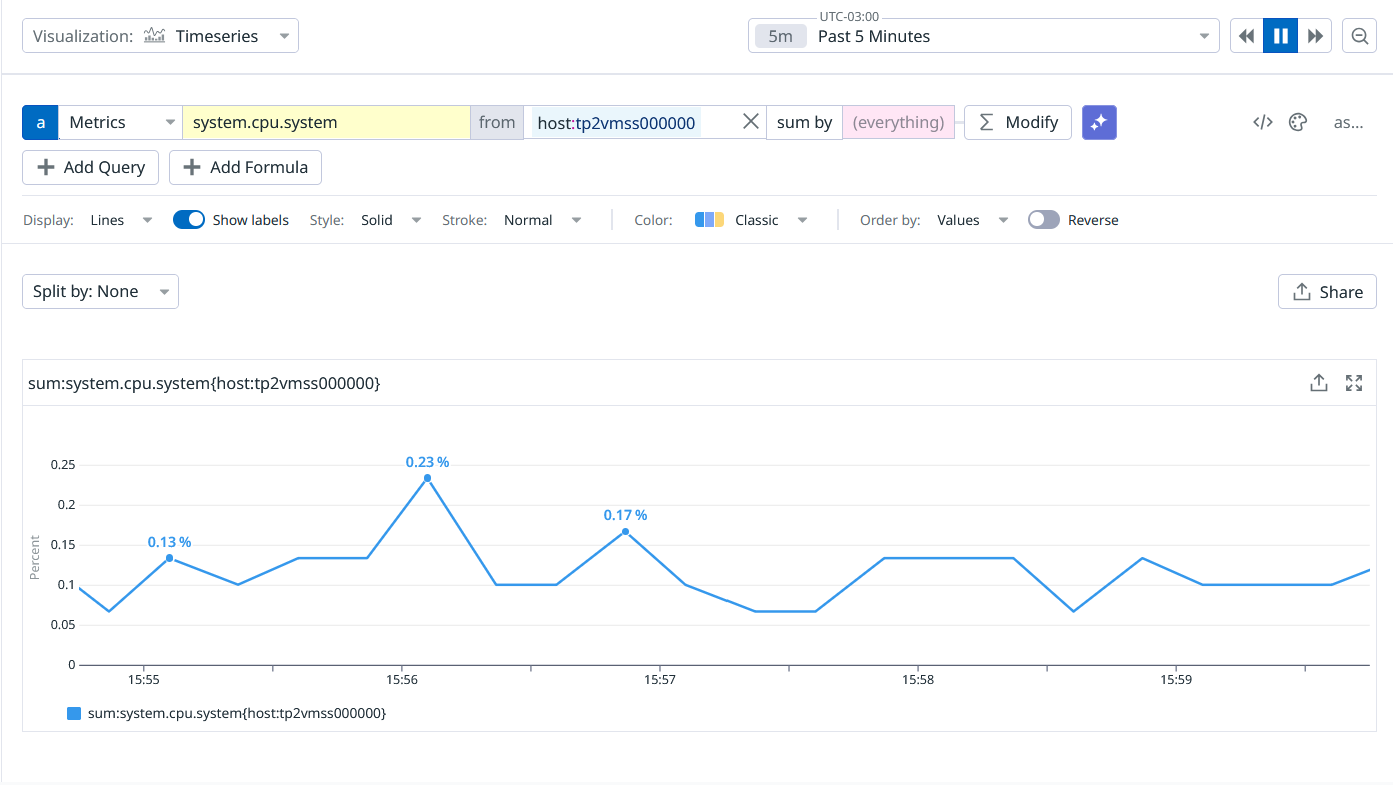 UTC-03:00
Visualization: Timeseries 5m Past 5 Minutes
a Metrics system.cpu.system from host:tp2vmss000000 sum by (everything) Modify as...
Add Query Add Formula
Display: Lines Show labels Style: Solid Stroke: Normal Color: Classic Order by: Values Reverse
Split by: None Share
sum:system.cpu.system{host:tp2vmss000000}
0.25
0.2
0.15
0.1
0.05
0
Percent
0.13 %
0.23 %
0.17 %
15:55 15:56 15:57 15:58 15:59
sum:system.cpu.system{host:tp2vmss000000}